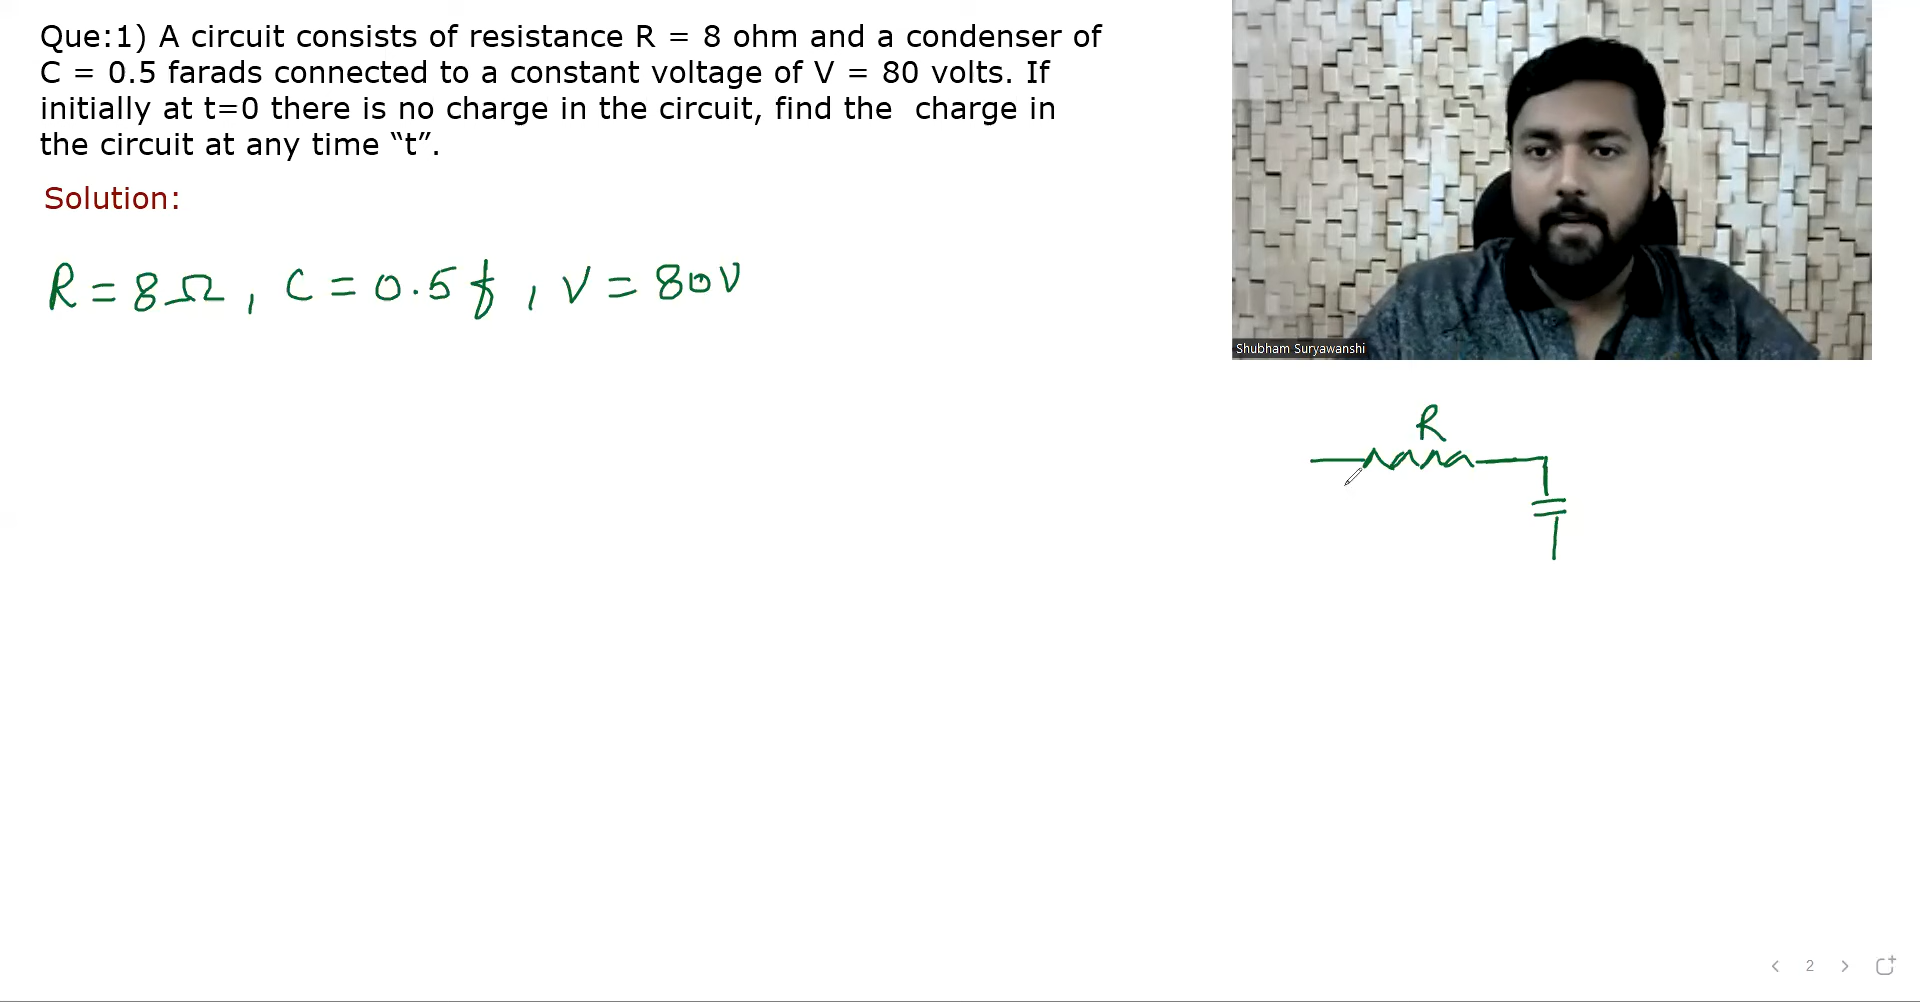 Que:1) A circuit consists of resistance R = 8 ohm and a condenser of
C = 0.5 farads connected to a constant voltage of V = 80 volts. If
initially at t=0 there is no charge in the circuit, find the  charge in
the circuit at any time “t”.
Solution:
R = 8 Ω , C = 0.5 f , V = 80 V
Shubham Suryawanshi
R
2